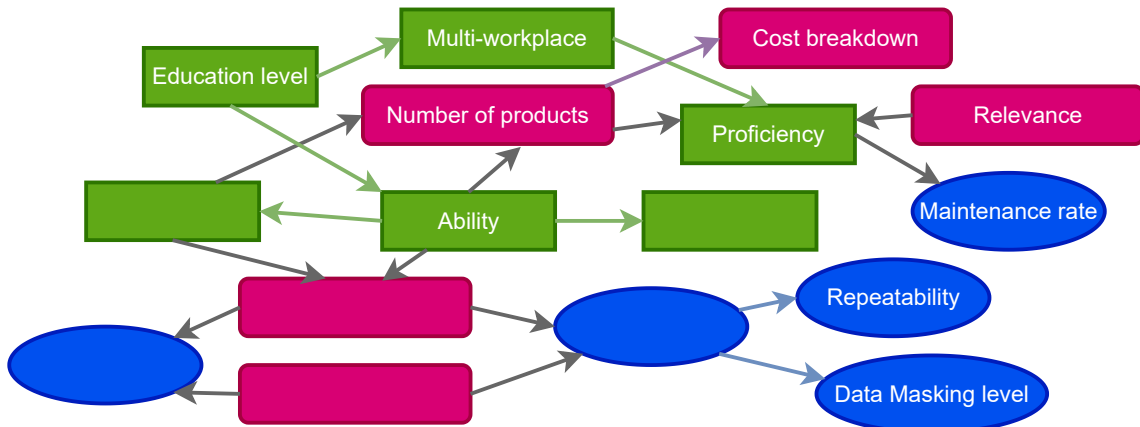 Multi-workplace
Cost breakdown
Education level
Number of products
Relevance
Proficiency
Ability
Maintenance rate
Repeatability
Data Masking level